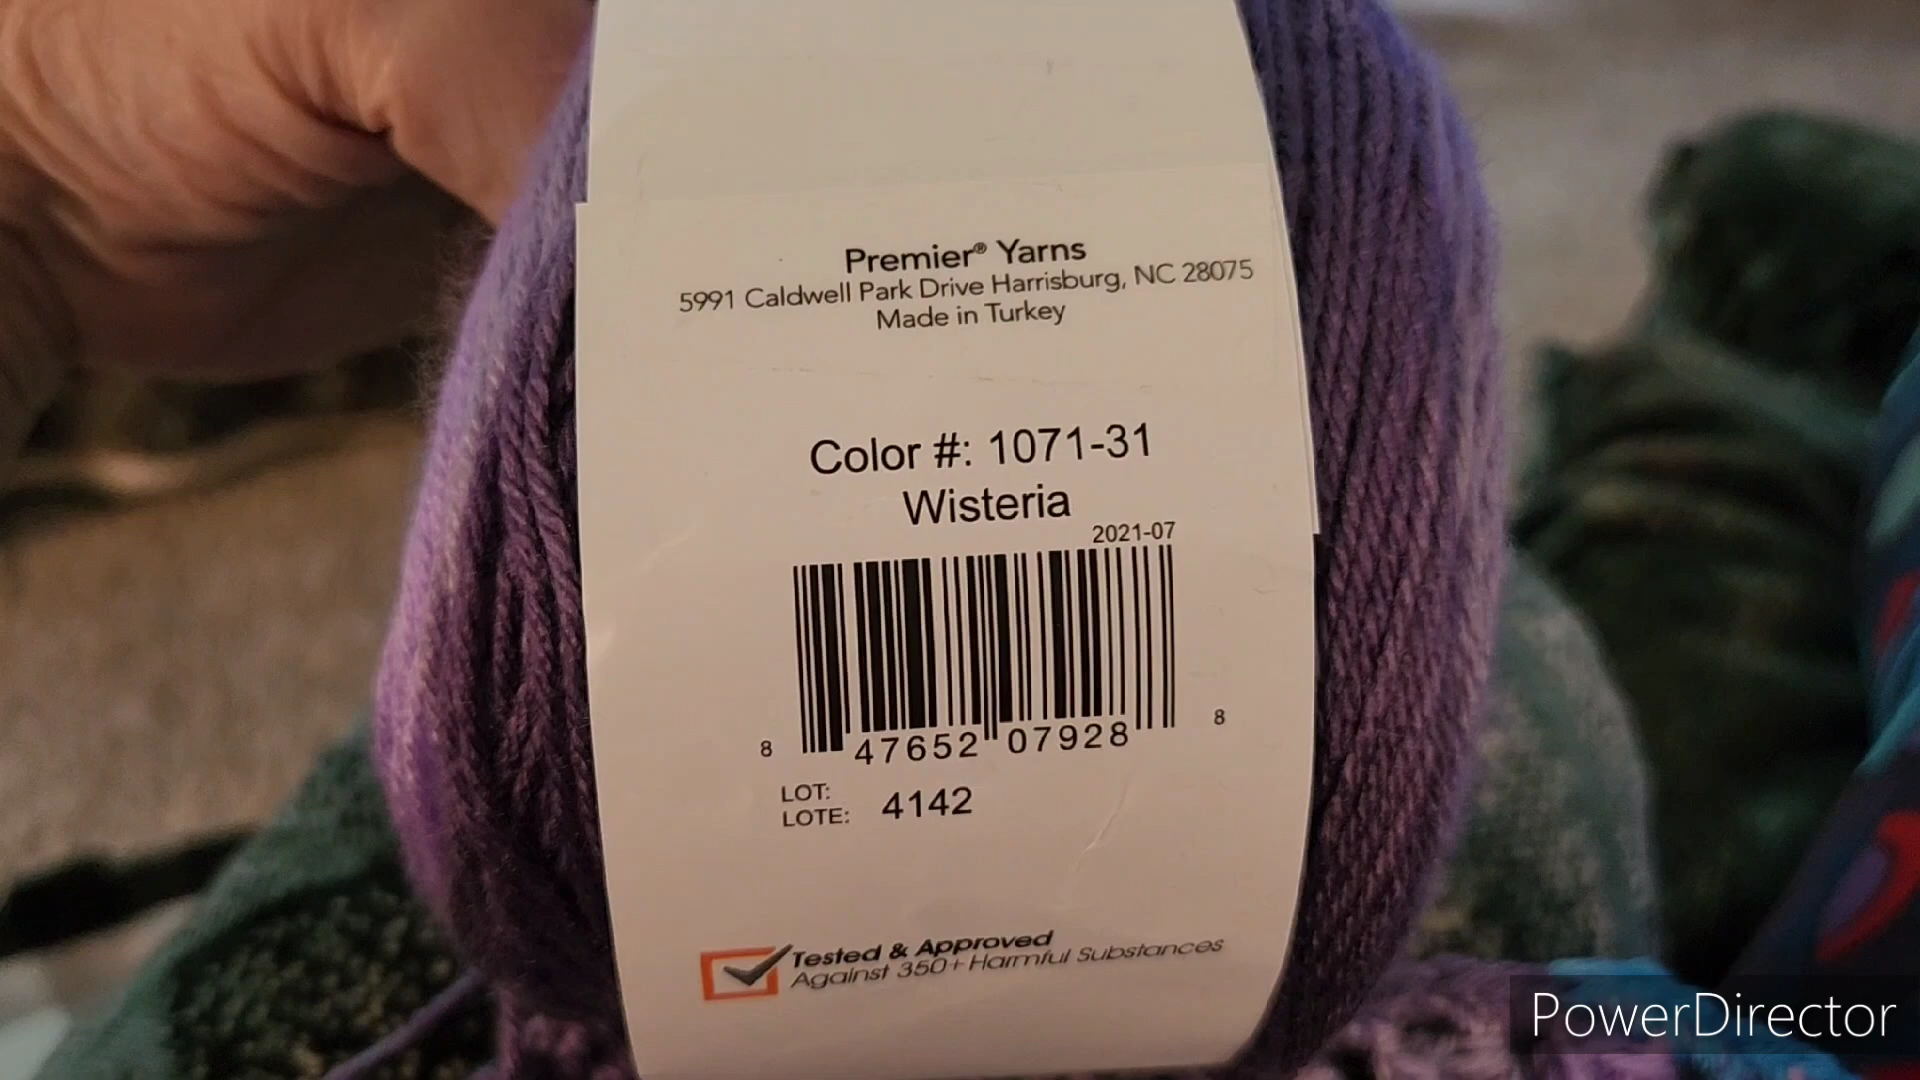 Premier® Yarns
5991 Caldwell Park Drive Harrisburg, NC 28075
Made in Turkey
Color #: 1071-31
Wisteria
2021-07
8 47652 07928 8
LOT:
LOTE: 4142
Tested & Approved
Against 350+ Harmful Substances
PowerDirector